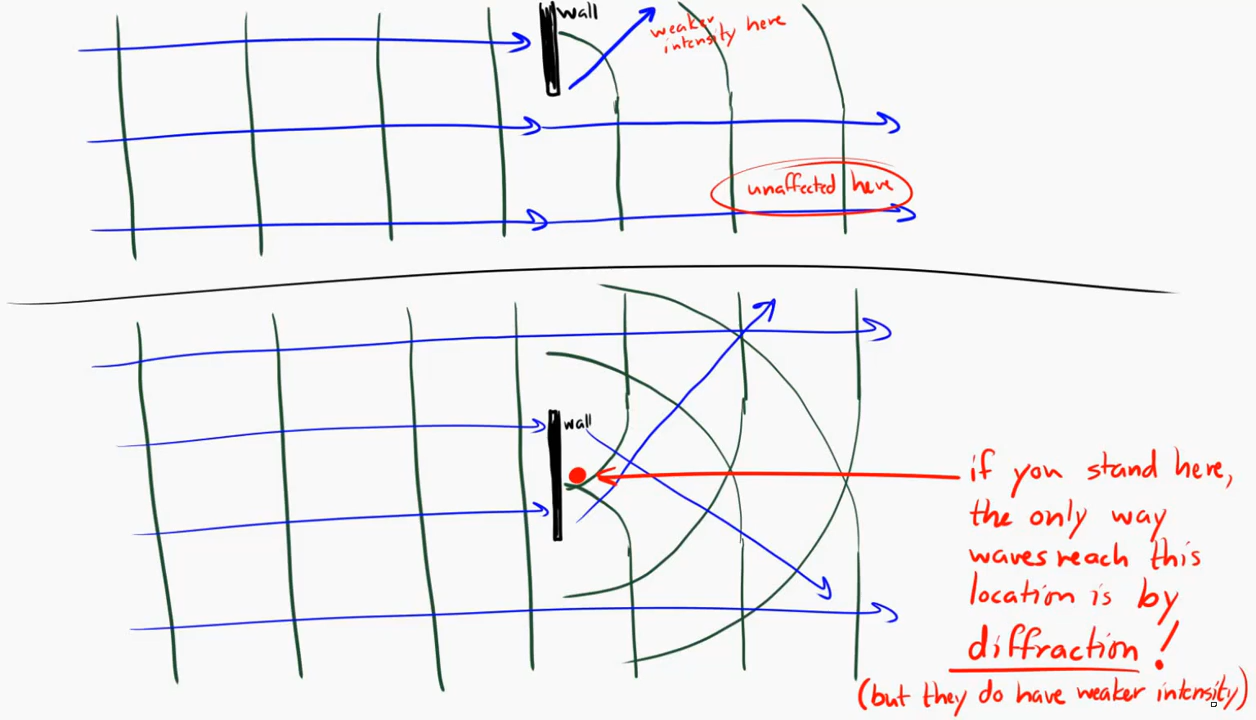 wall
weaker
intensity here
unaffected here
wall
if you stand here,
the only way
waves reach this
location is by
diffraction!
(but they do have weaker intensity)